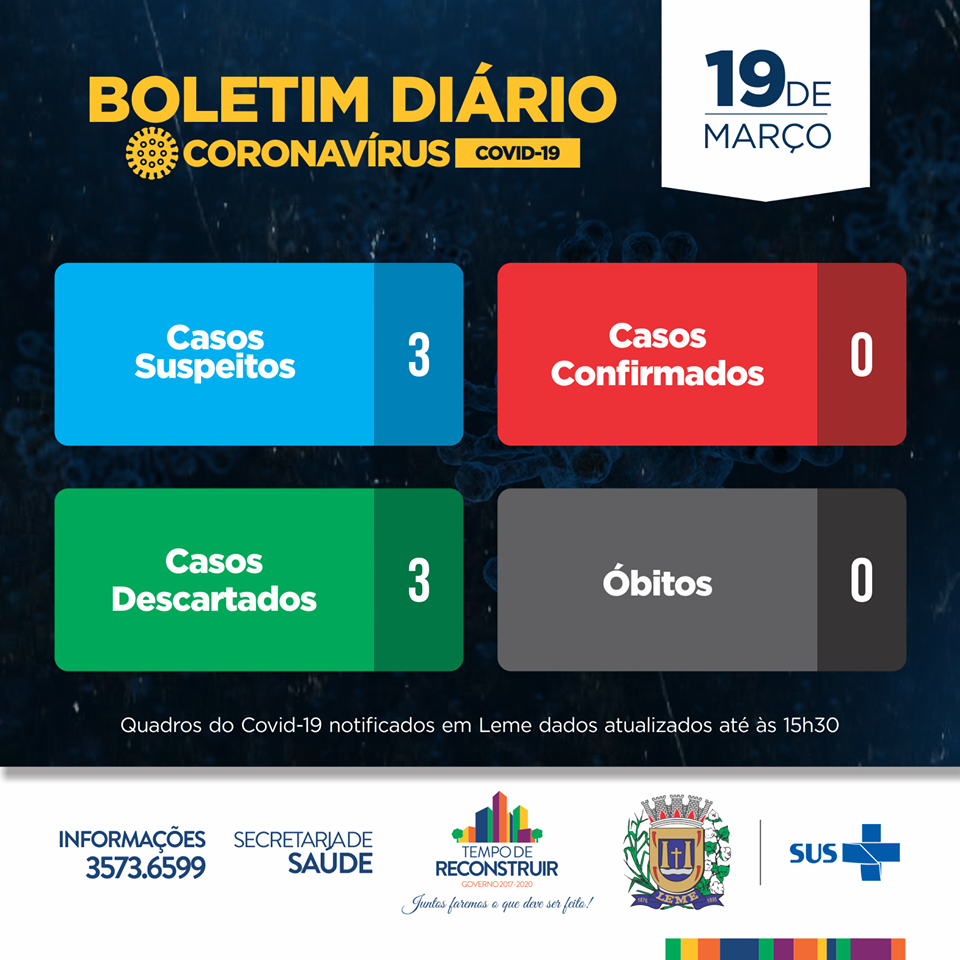 BOLETIM DIÁRIO
CORONAVÍRUS COVID-19
19 DE
MARÇO
Casos
Suspeitos
3
Casos
Confirmados
0
Casos
Descartados
3
Óbitos
0
Quadros do Covid-19 notificados em Leme dados atualizados até às 15h30
INFORMAÇÕES
3573.6599
SECRETARIA DE
SAÚDE
TEMPO DE
RECONSTRUIR
GOVERNO 2017-2020
Juntos faremos o que deve ser feito!
1876 LEME 1895
SUS